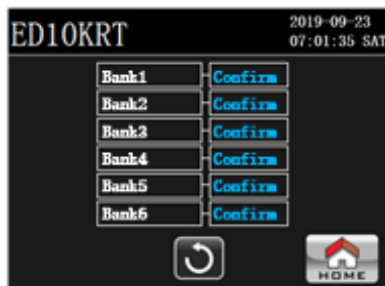 ED10KRT
2019-09-23
07:01:35 SAT
Bank1 Confirm
Bank2 Confirm
Bank3 Confirm
Bank4 Confirm
Bank5 Confirm
Bank6 Confirm
HOME